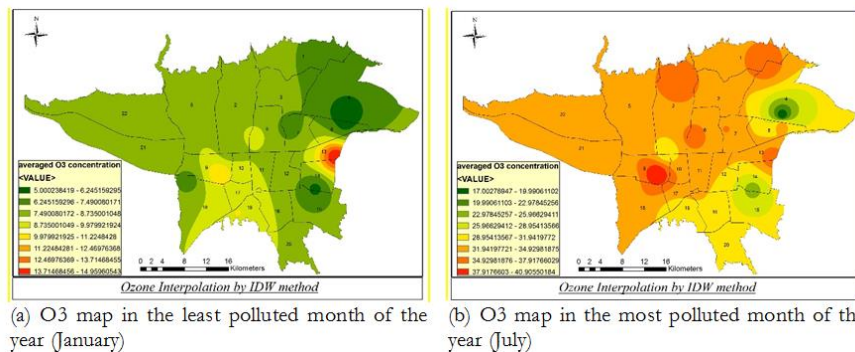 N
averaged O3 concentration
<VALUE>
5.000238419 - 6.245159295
6.245159296 - 7.490080171
7.490080172 - 8.735001048
8.735001049 - 9.979921924
9.979921925 - 11.2248428
11.22484281 - 12.46976368
12.46976369 - 13.71468455
13.71468456 - 14.95960543
0 2 4 8 12 16
Kilometers
Ozone Interpolation by IDW method
(a) O3 map in the least polluted month of the
year (January)
N
averaged O3 concentration
<VALUE>
17.00278947 - 19.99061102
19.99061103 - 22.97845256
22.97845257 - 25.96629411
25.96629412 - 28.95413566
28.95413567 - 31.9419772
31.94197721 - 34.92981875
34.92981876 - 37.91766029
37.9176603 - 40.90550184
0 2 4 8 12 16
Kilometers
Ozone Interpolation by IDW method
(b) O3 map in the most polluted month of the
year (July)